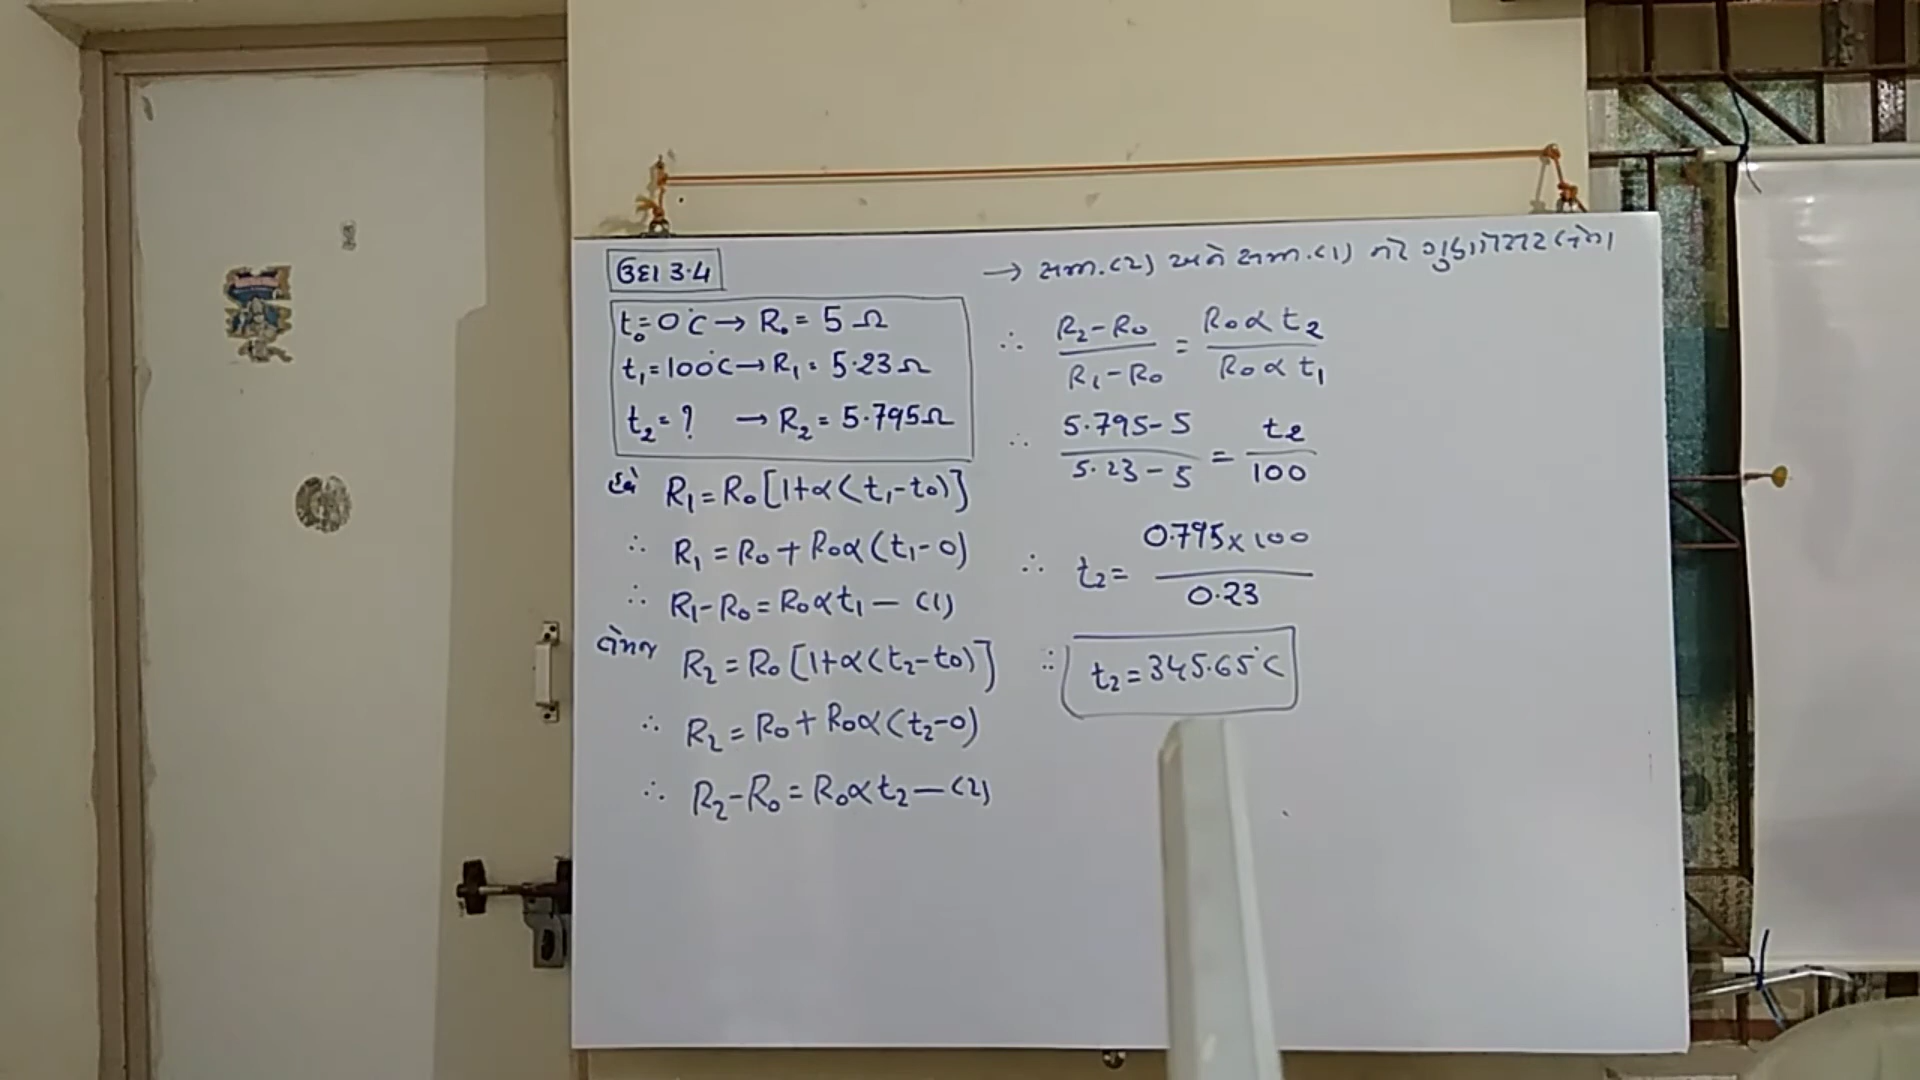 ઉદા 3.4
t₀=0°C → R₀ = 5 Ω
t₁=100°C → R₁ = 5.23 Ω
t₂ = ? → R₂ = 5.795 Ω
હવે R₁ = R₀ [1+α(t₁-t₀)]
∴ R₁ = R₀ + R₀α (t₁-0)
∴ R₁-R₀ = R₀αt₁ — (1)
તેમજ R₂ = R₀ [1+α(t₂-t₀)]
∴ R₂ = R₀ + R₀α (t₂-0)
∴ R₂-R₀ = R₀αt₂ — (2)
→ સમી.(2) અને સમી.(1) નો ગુણોત્તર લેતા
∴ (R₂-R₀)/(R₁-R₀) = (R₀αt₂)/(R₀αt₁)
∴ (5.795-5)/(5.23-5) = t₂/100
∴ t₂ = (0.795×100)/0.23
∴ t₂ = 345.65°C